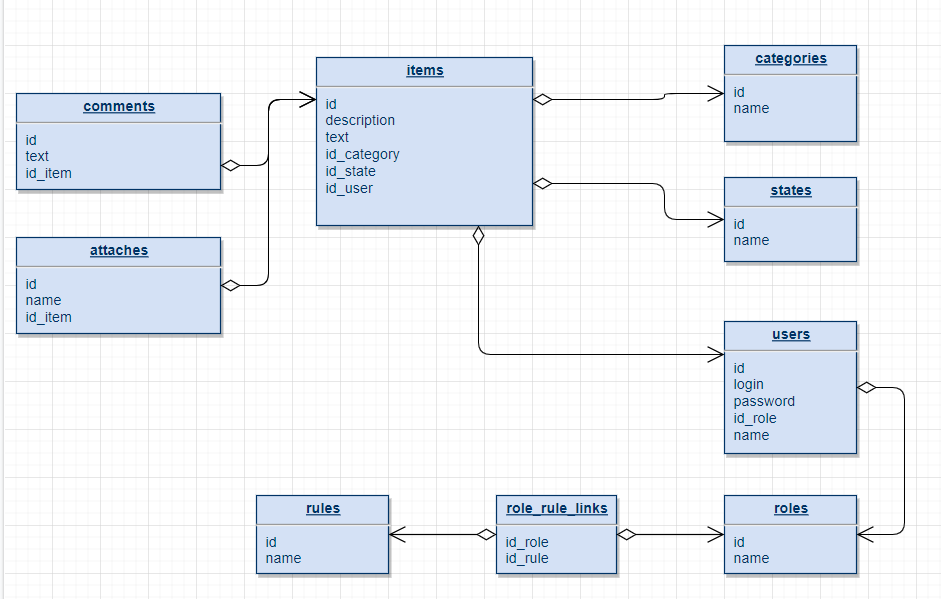 comments
id
text
id_item
attaches
id
name
id_item
items
id
description
text
id_category
id_state
id_user
categories
id
name
states
id
name
users
id
login
password
id_role
name
rules
id
name
role_rule_links
id_role
id_rule
roles
id
name